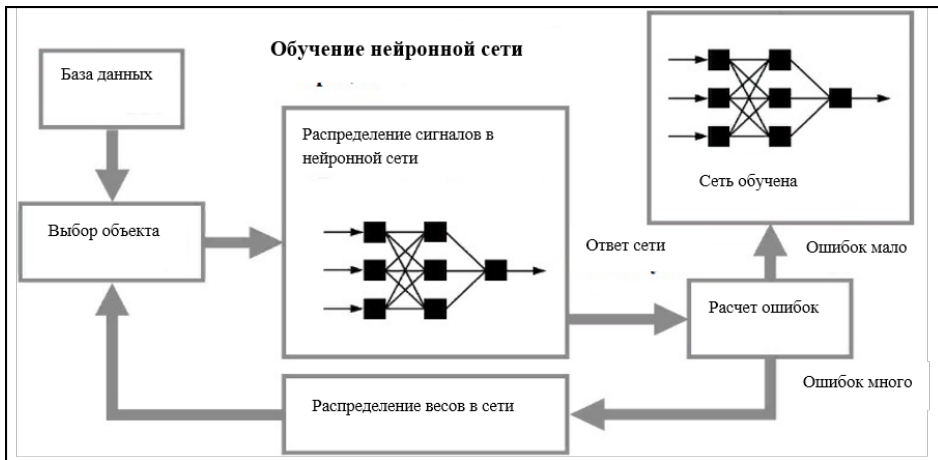 Обучение нейронной сети
База данных
Выбор объекта
Распределение сигналов в
нейронной сети
Сеть обучена
Ответ сети
Ошибок мало
Расчет ошибок
Ошибок много
Распределение весов в сети